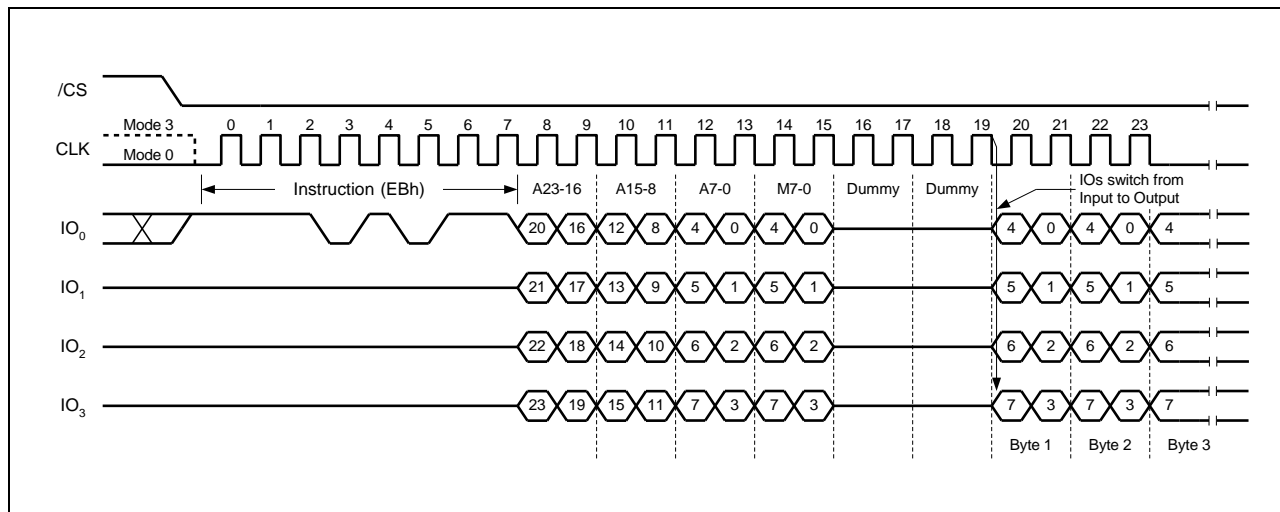 /CS
Mode 3
CLK
Mode 0
0 1 2 3 4 5 6 7 8 9 10 11 12 13 14 15 16 17 18 19 20 21 22 23
Instruction (EBh)
A23-16 A15-8 A7-0 M7-0 Dummy Dummy
IOs switch from
Input to Output
IO0 20 16 12 8 4 0 4 0 4 0 4 0 4
IO1 21 17 13 9 5 1 5 1 5 1 5 1 5
IO2 22 18 14 10 6 2 6 2 6 2 6 2 6
IO3 23 19 15 11 7 3 7 3 7 3 7 3 7
Byte 1 Byte 2 Byte 3